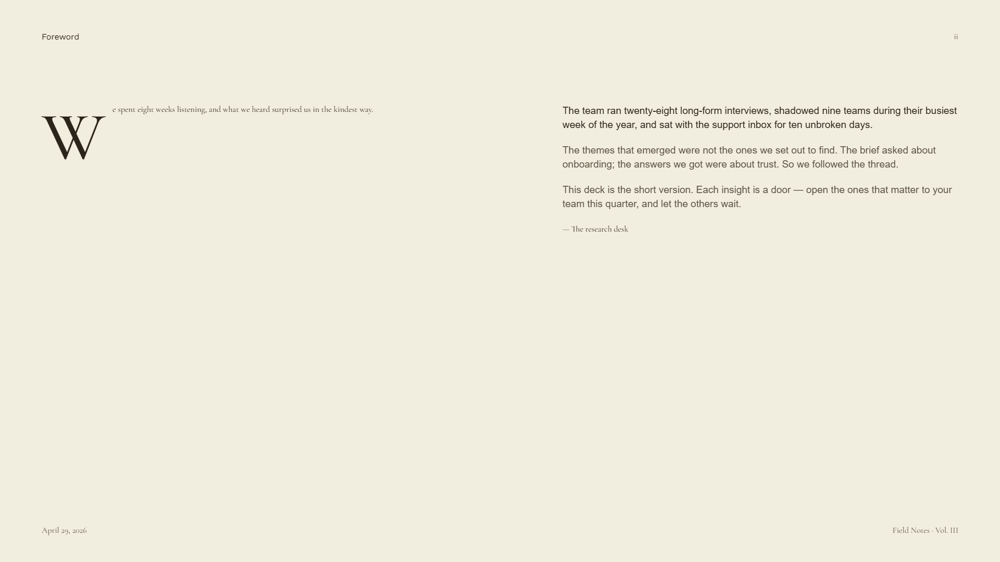 Foreword
ii
We spent eight weeks listening, and what we heard surprised us in the kindest way.
The team ran twenty-eight long-form interviews, shadowed nine teams during their busiest
week of the year, and sat with the support inbox for ten unbroken days.
The themes that emerged were not the ones we set out to find. The brief asked about
onboarding; the answers we got were about trust. So we followed the thread.
This deck is the short version. Each insight is a door — open the ones that matter to your
team this quarter, and let the others wait.
— The research desk
April 29, 2026
Field Notes · Vol. III